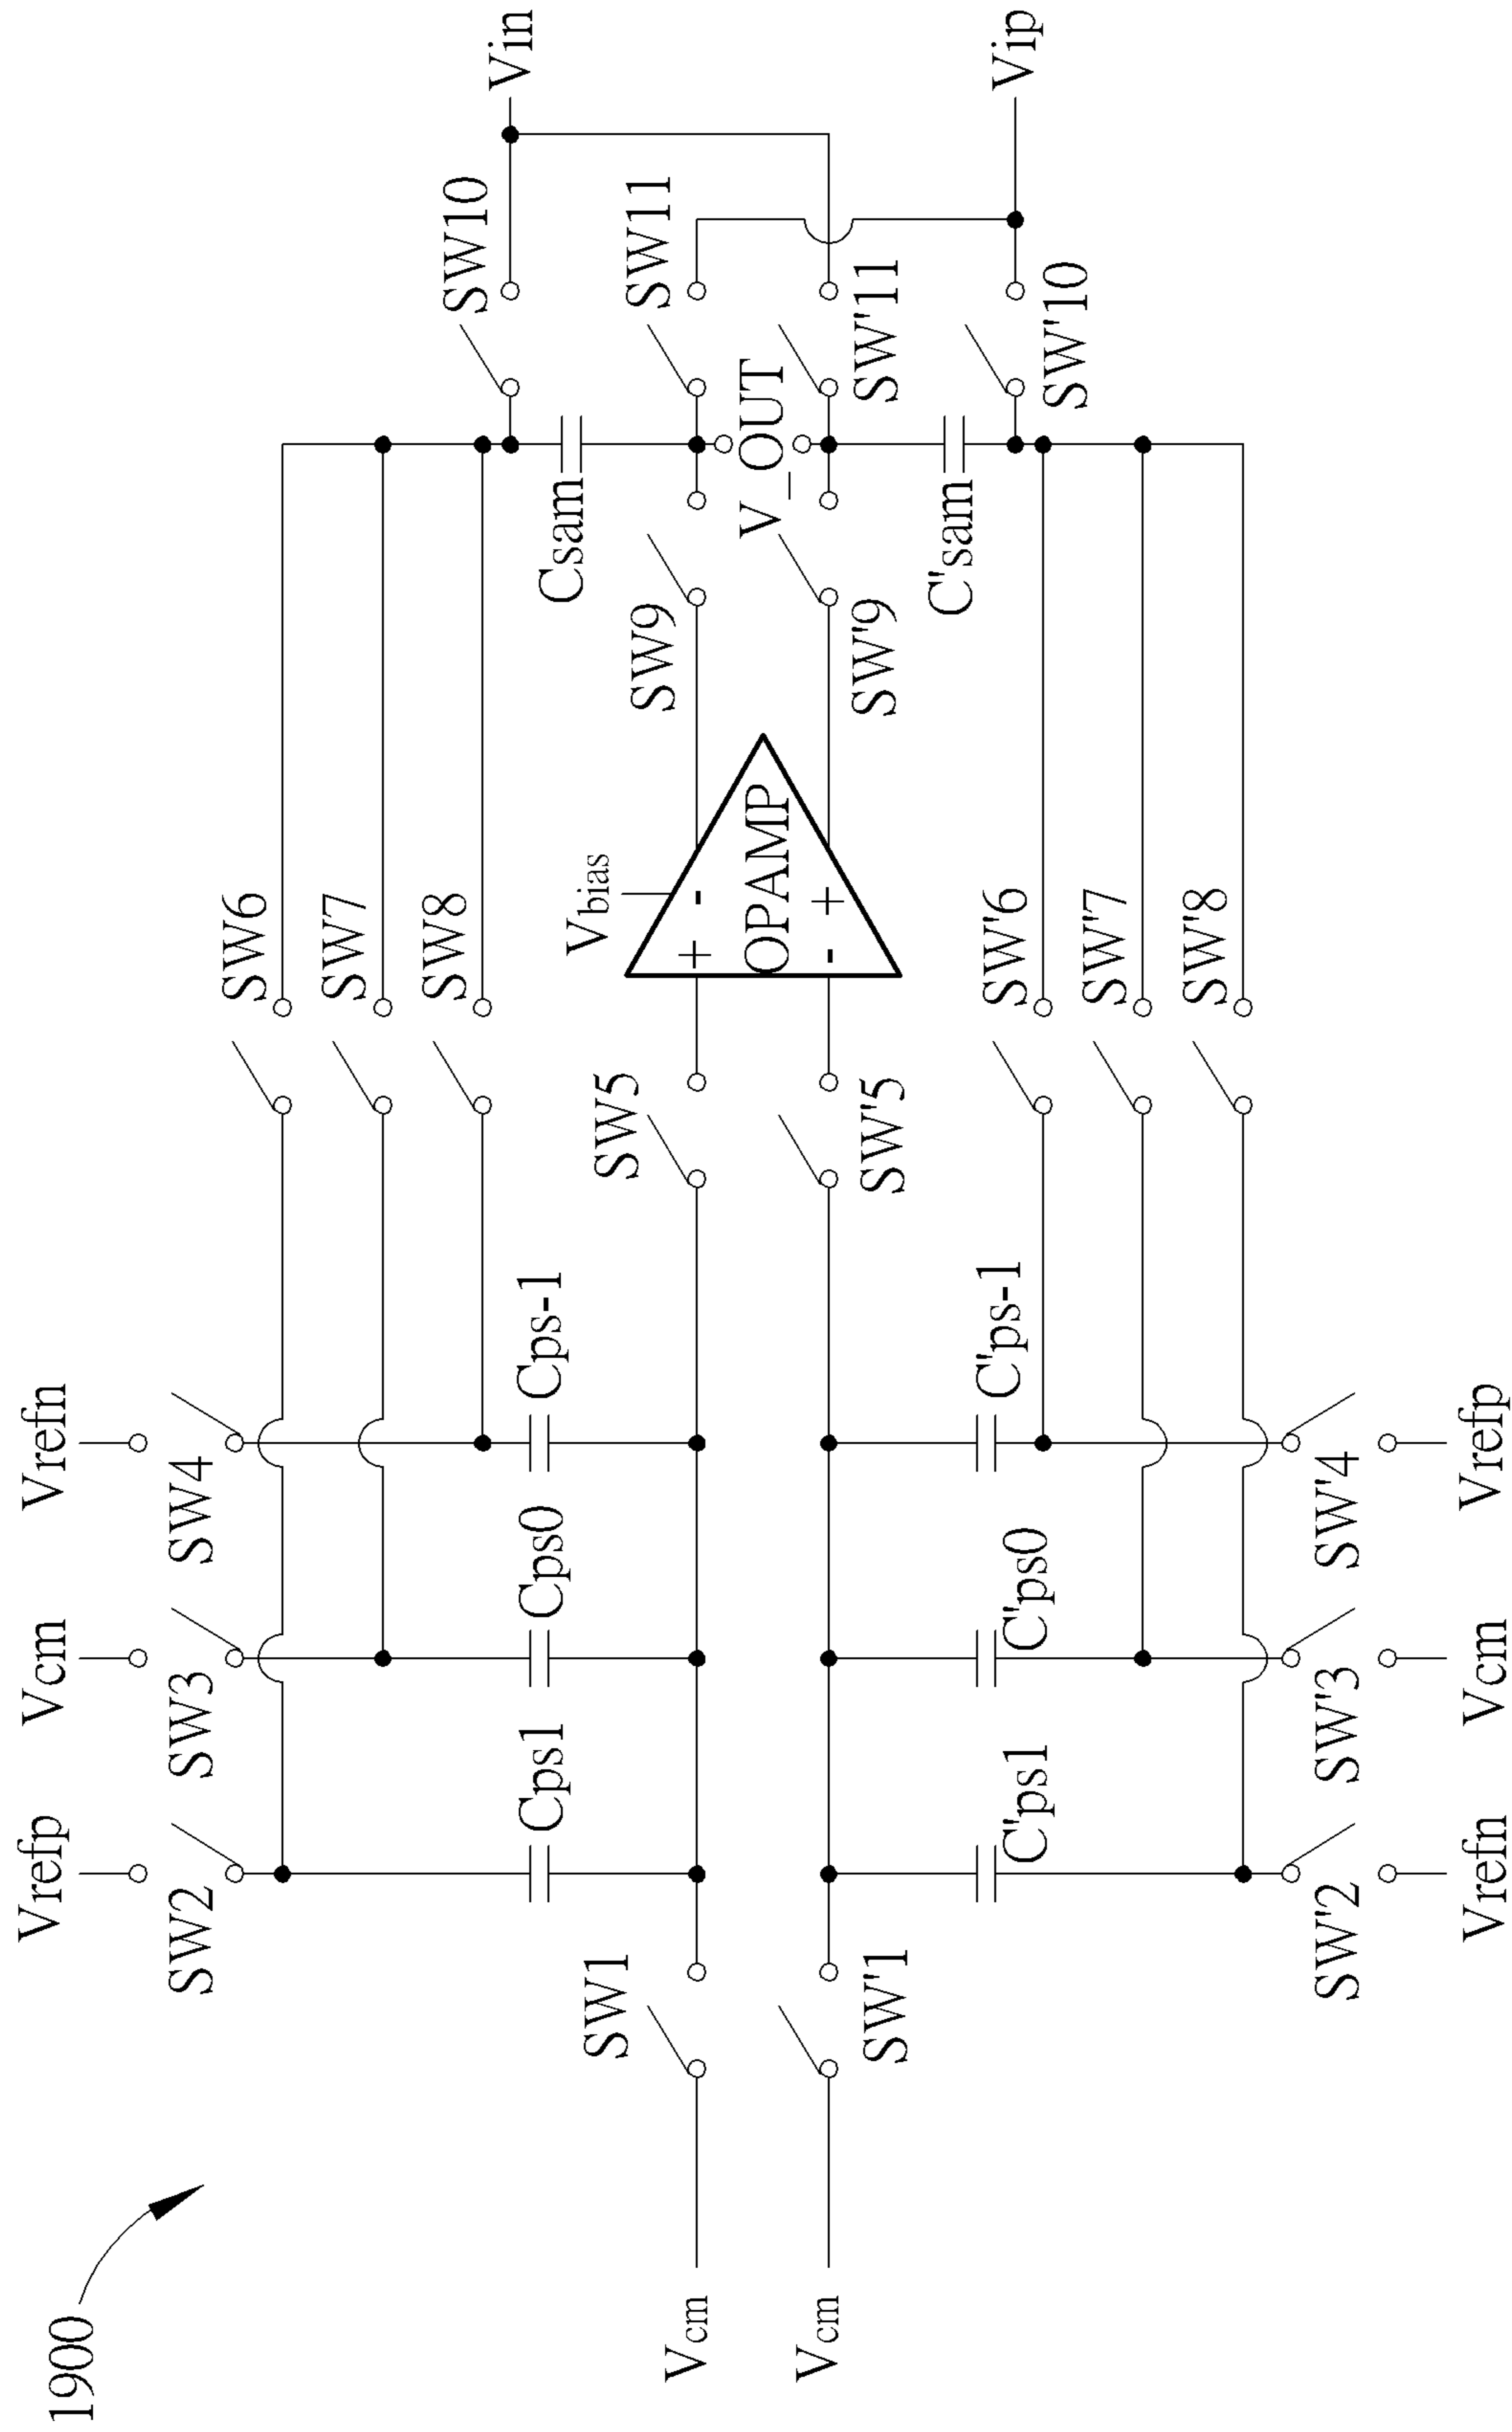 1900
Vrefp
Vcm
Vrefn
SW2
SW3
SW4
SW6
SW7
SW8
SW10
Vin
Cps1
Cps0
Cps-1
Csam
Vbias
SW1
SW5
SW9
SW11
Vcm
+
-
OPAMP
V_OUT
Vcm
-
+
SW'1
SW'5
SW'9
SW'11
C'sam
C'ps1
C'ps0
C'ps-1
SW'6
SW'7
SW'8
SW'10
Vip
SW'2
SW'3
SW'4
Vrefn
Vcm
Vrefp